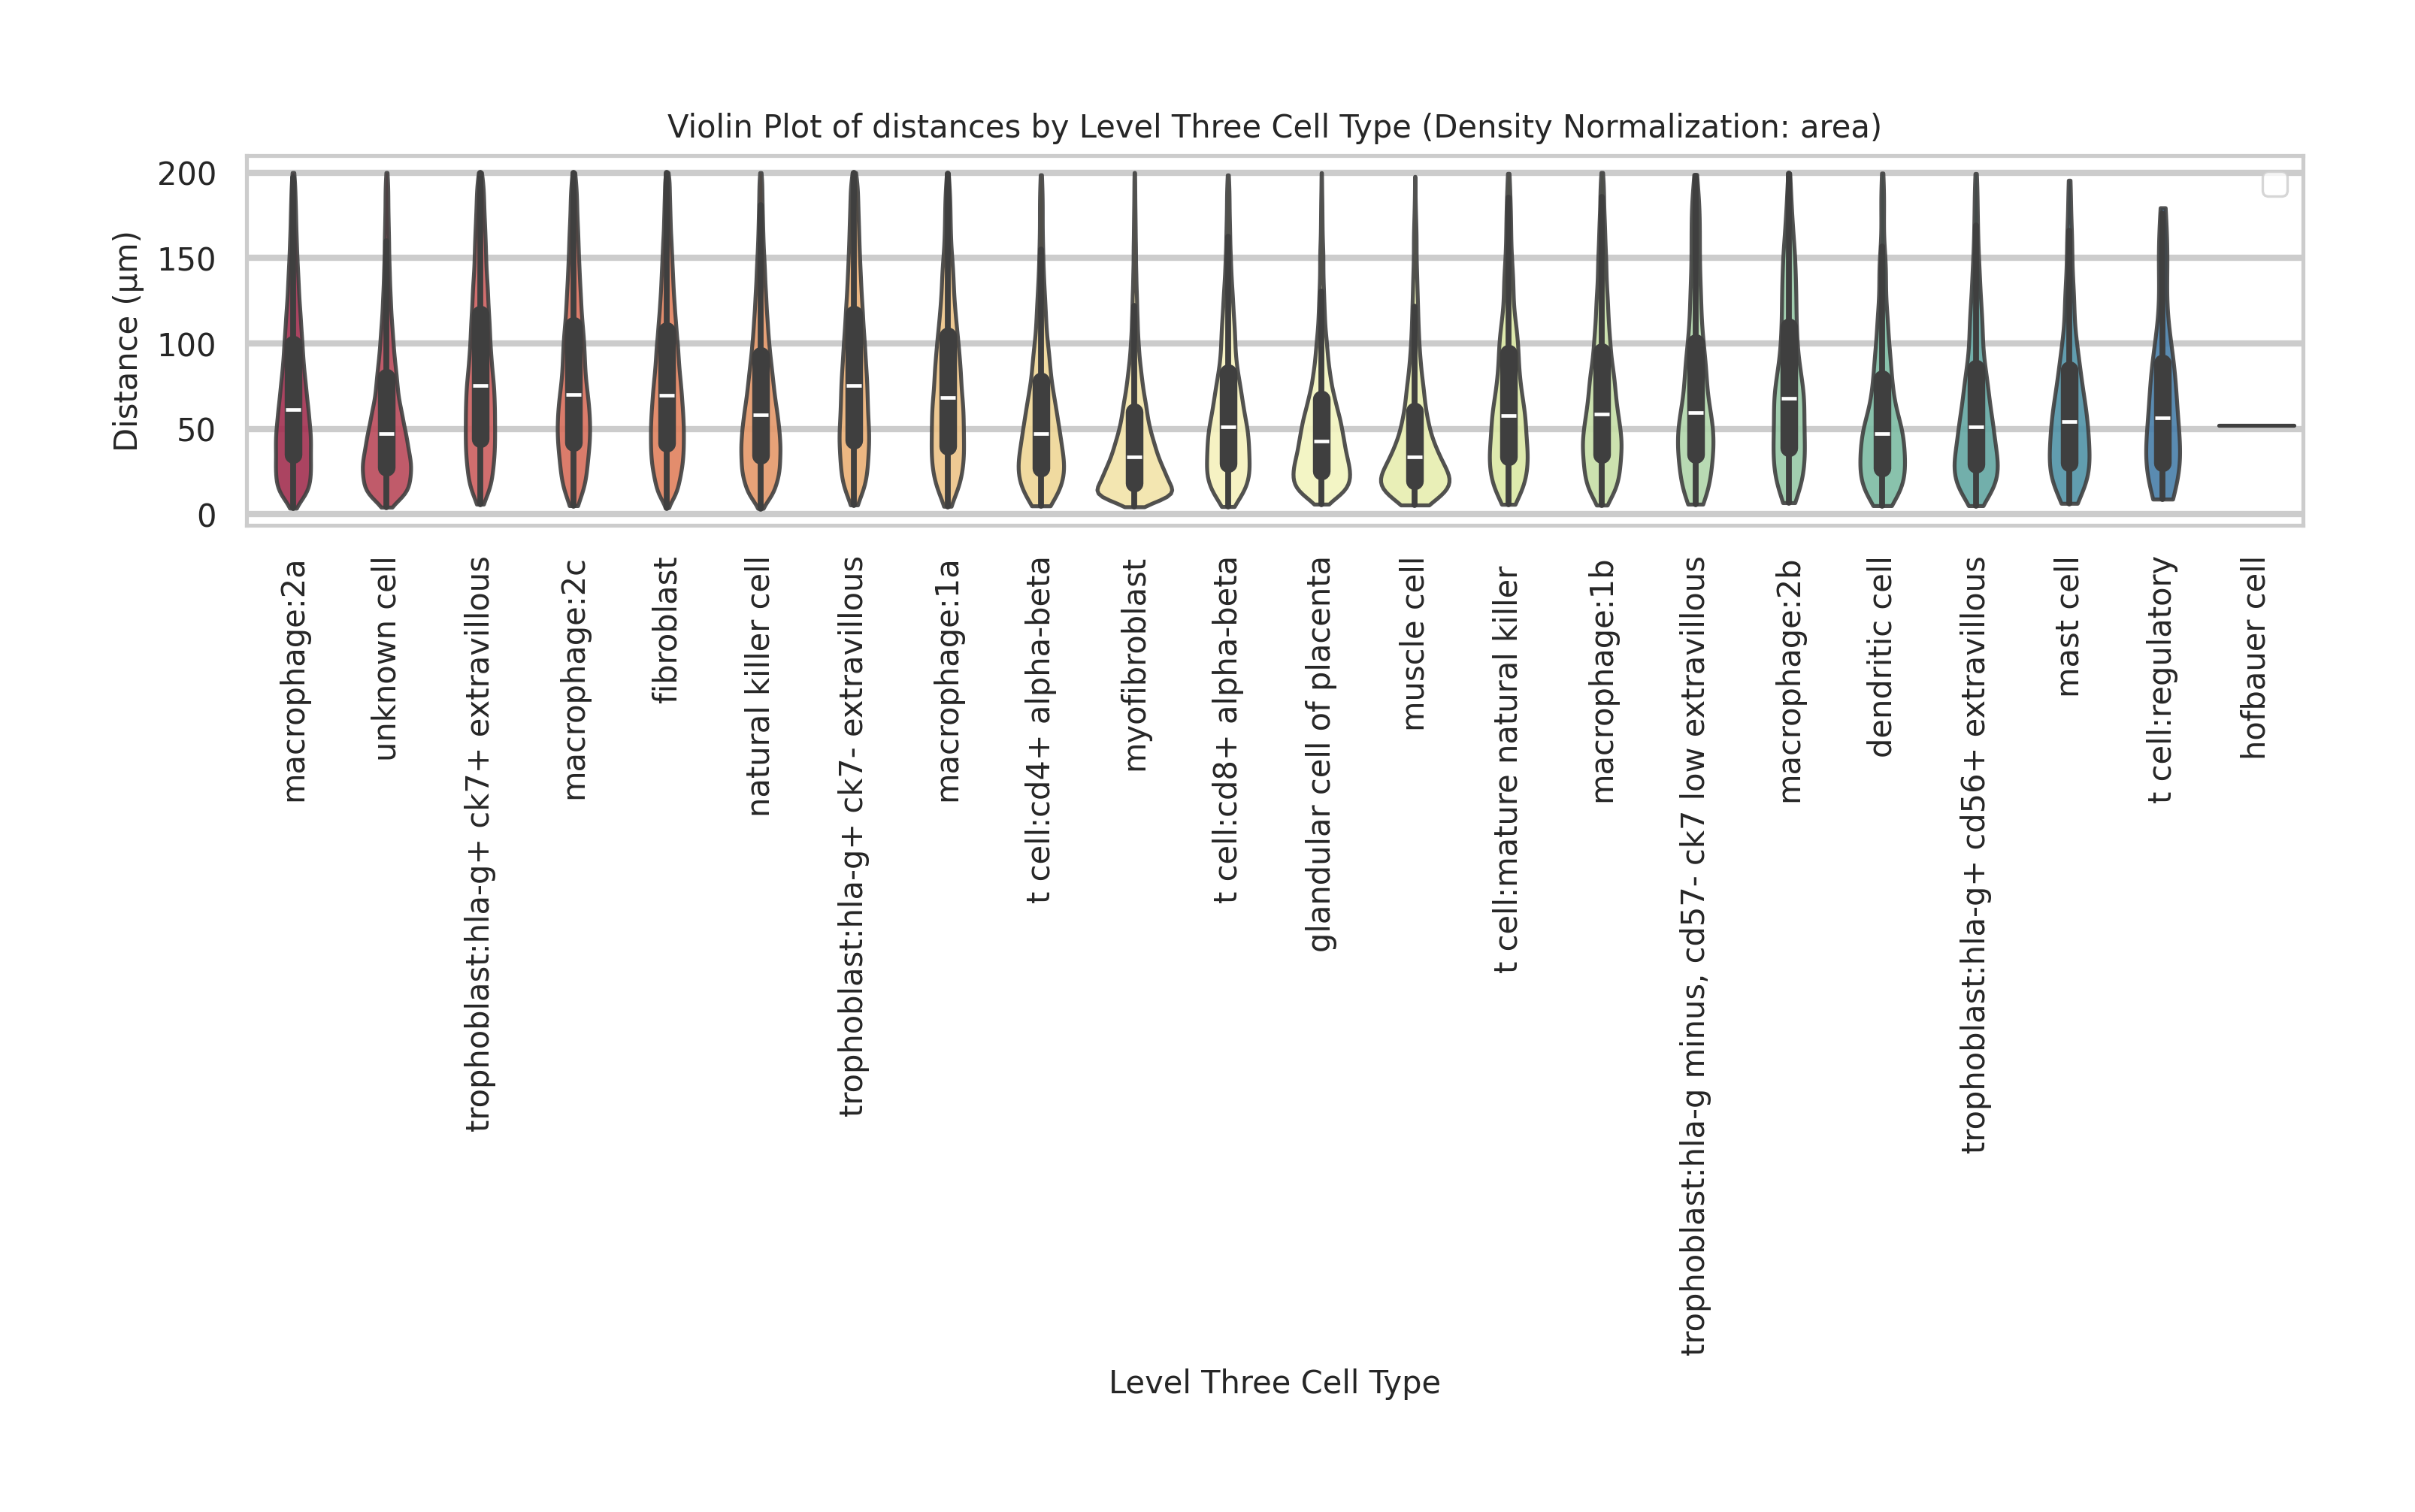 Violin Plot of distances by Level Three Cell Type (Density Normalization: area)
Distance (µm)
200
150
100
50
0
macrophage:2a
unknown cell
trophoblast:hla-g+ ck7+ extravillous
macrophage:2c
fibroblast
natural killer cell
trophoblast:hla-g+ ck7- extravillous
macrophage:1a
t cell:cd4+ alpha-beta
myofibroblast
t cell:cd8+ alpha-beta
glandular cell of placenta
muscle cell
t cell:mature natural killer
macrophage:1b
trophoblast:hla-g minus, cd57- ck7 low extravillous
macrophage:2b
dendritic cell
trophoblast:hla-g+ cd56+ extravillous
mast cell
t cell:regulatory
hofbauer cell
Level Three Cell Type